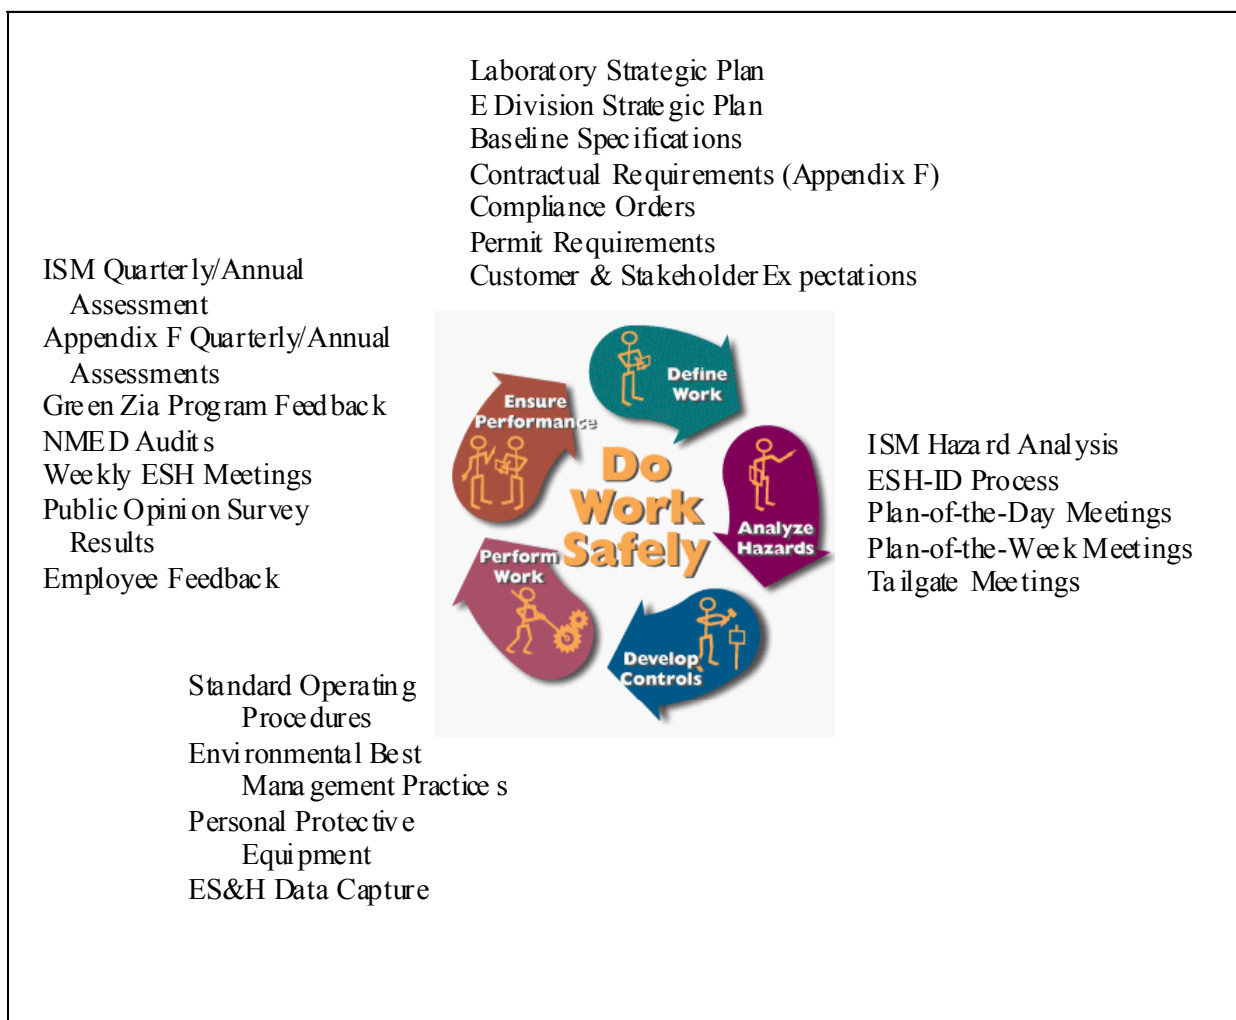 Laboratory Strategic Plan
E Division Strategic Plan
Baseline Specifications
Contractual Requirements (Appendix F)
Compliance Orders
Permit Requirements
Customer & Stakeholder Expectations
ISM Quarterly/Annual
Assessment
Appendix F Quarterly/Annual
Assessments
Green Zia Program Feedback
NMED Audits
Weekly ESH Meetings
Public Opinion Survey
Results
Employee Feedback
Define
Work
Ensure
Performance
Do
Work
Safely
Analyze
Hazards
Perform
Work
Develop
Controls
ISM Hazard Analysis
ESH-ID Process
Plan-of-the-Day Meetings
Plan-of-the-Week Meetings
Tailgate Meetings
Standard Operating
Procedures
Environmental Best
Management Practices
Personal Protective
Equipment
ES&H Data Capture